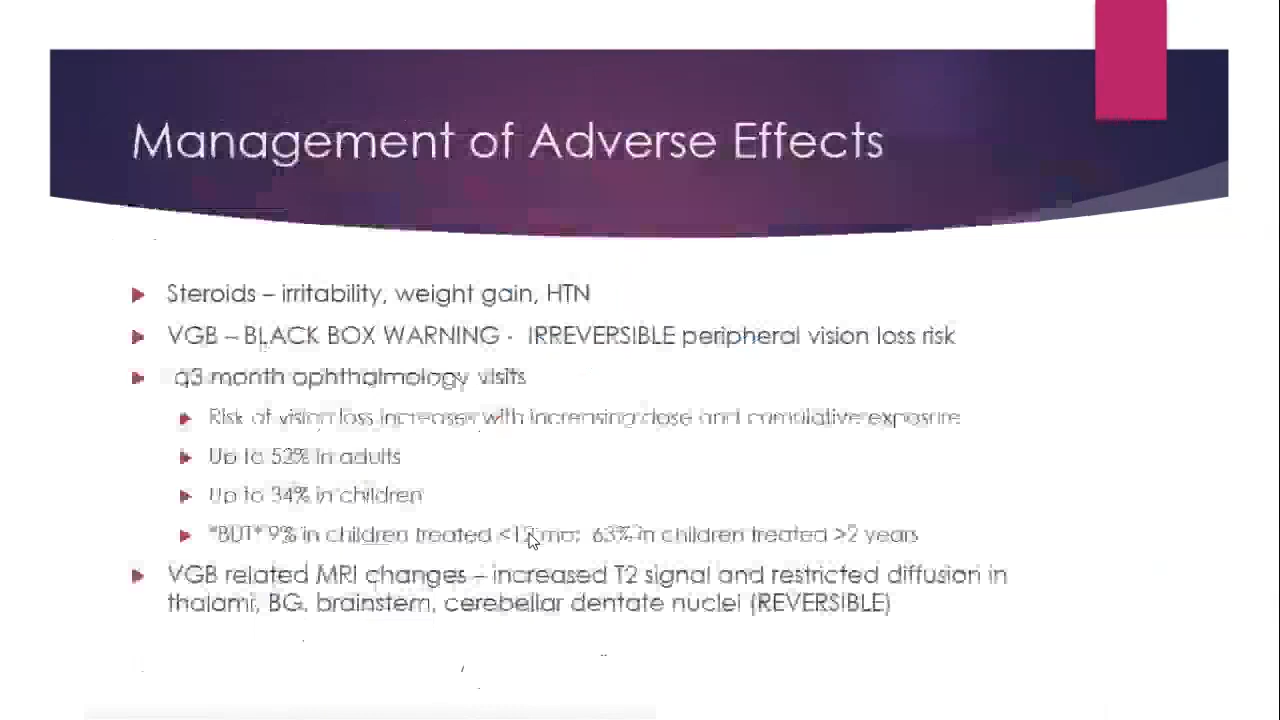 Management of Adverse Effects
Steroids – irritability, weight gain, HTN
VGB – BLACK BOX WARNING - IRREVERSIBLE peripheral vision loss risk
q3 month ophthalmology visits
Risk of vision loss increases with increasing dose and cumulative exposure
Up to 52% in adults
Up to 34% in children
*BUT* 9% in children treated <12 mo; 63% in children treated >2 years
VGB related MRI changes – increased T2 signal and restricted diffusion in
thalami, BG, brainstem, cerebellar dentate nuclei (REVERSIBLE)